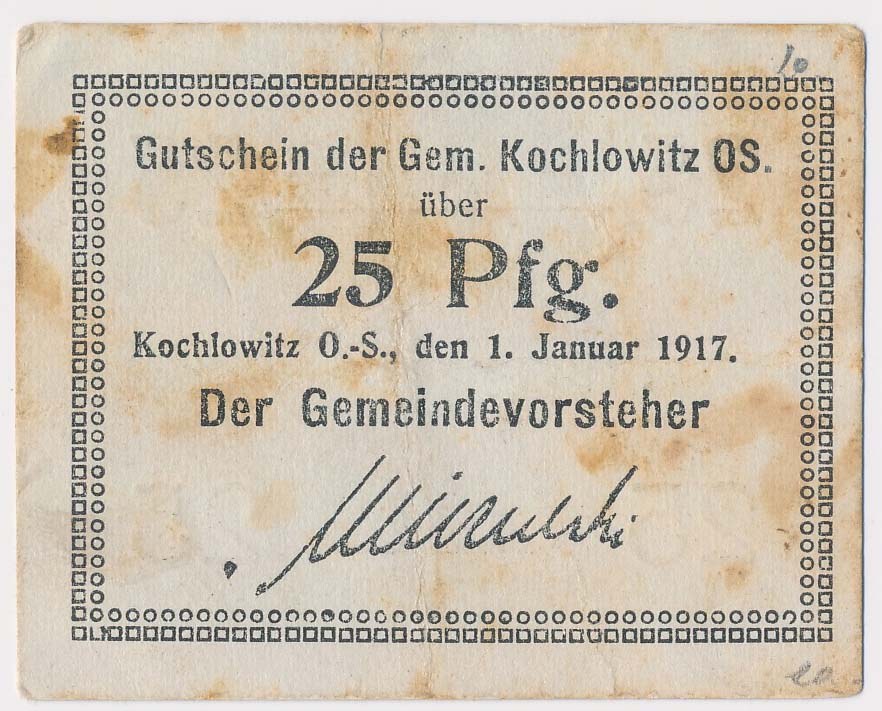 Gutschein der Gem. Kochlowitz OS.
über
25 Pfg.
Kochlowitz O.-S., den 1. Januar 1917.
Der Gemeindevorsteher